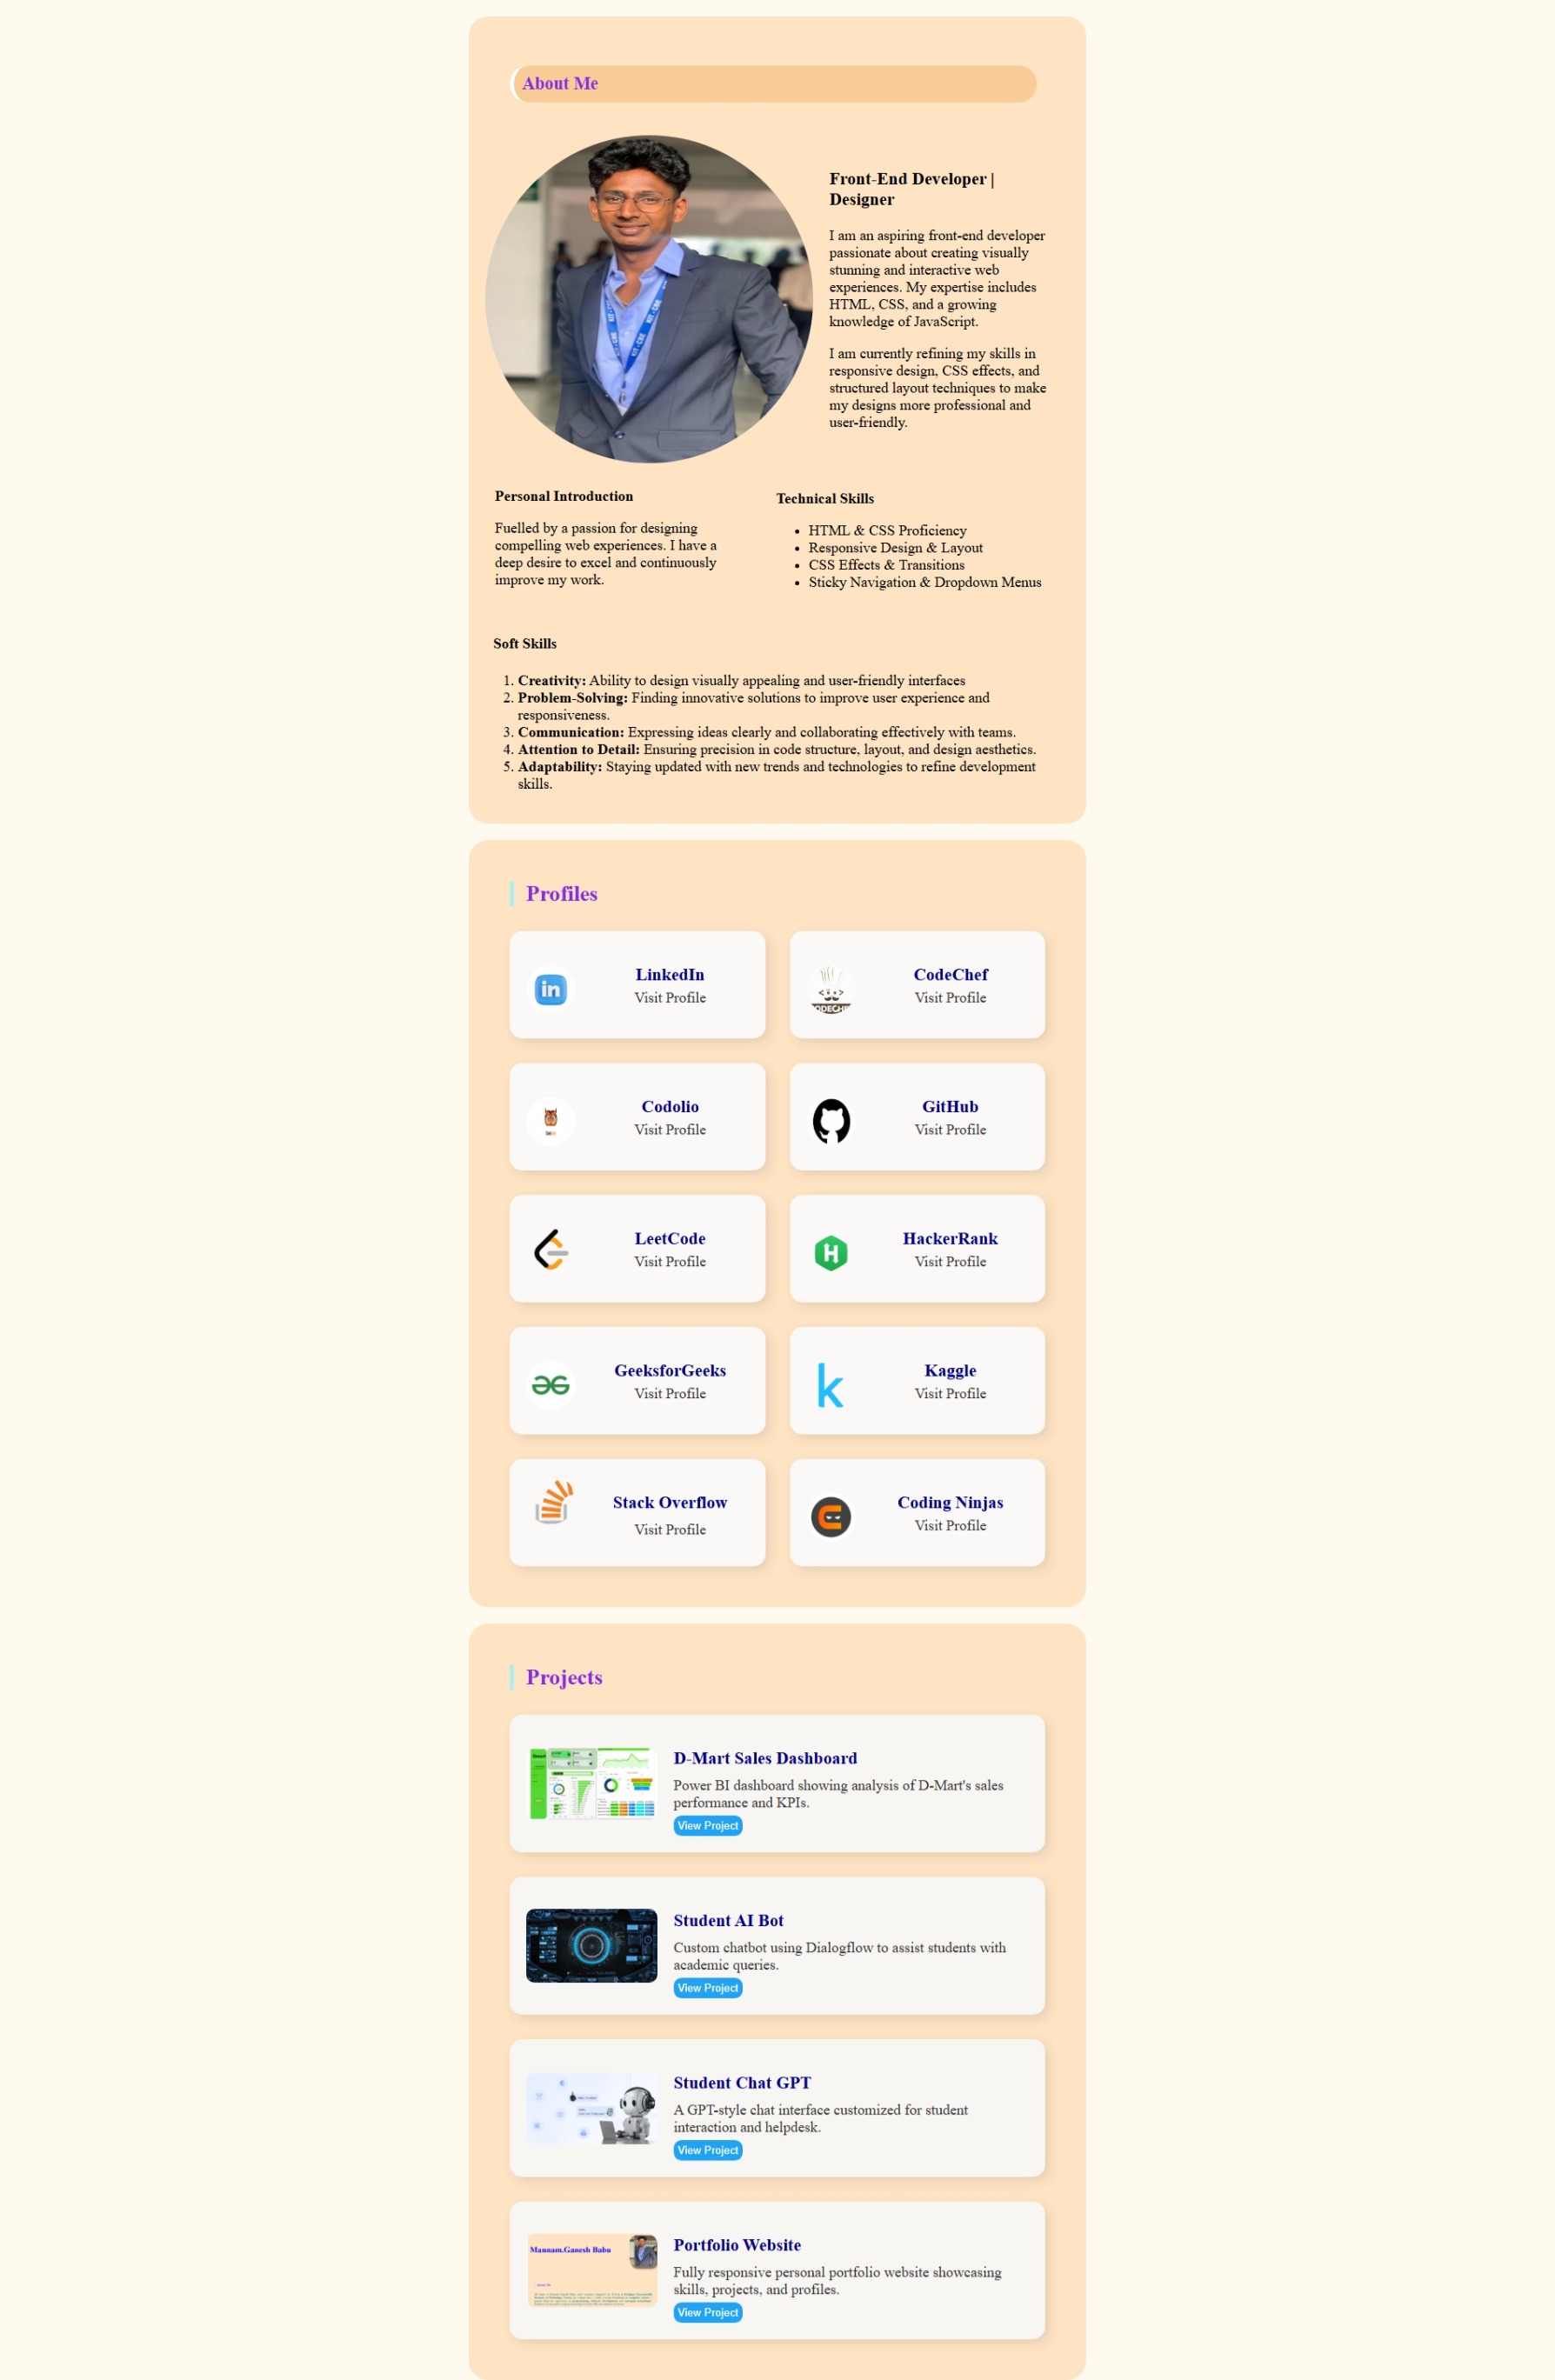 About Me
Front-End Developer |
Designer
I am an aspiring front-end developer
passionate about creating visually
stunning and interactive web
experiences. My expertise includes
HTML, CSS, and a growing
knowledge of JavaScript.
I am currently refining my skills in
responsive design, CSS effects, and
structured layout techniques to make
my designs more professional and
user-friendly.
Personal Introduction
Fuelled by a passion for designing
compelling web experiences. I have a
deep desire to excel and continuously
improve my work.
Technical Skills
• HTML & CSS Proficiency
• Responsive Design & Layout
• CSS Effects & Transitions
• Sticky Navigation & Dropdown Menus
Soft Skills
1. Creativity: Ability to design visually appealing and user-friendly interfaces
2. Problem-Solving: Finding innovative solutions to improve user experience and
responsiveness.
3. Communication: Expressing ideas clearly and collaborating effectively with teams.
4. Attention to Detail: Ensuring precision in code structure, layout, and design aesthetics.
5. Adaptability: Staying updated with new trends and technologies to refine development
skills.
Profiles
in
LinkedIn
Visit Profile
CodeChef
Visit Profile
Codolio
Visit Profile
GitHub
Visit Profile
LeetCode
Visit Profile
H
HackerRank
Visit Profile
GeeksforGeeks
Visit Profile
k
Kaggle
Visit Profile
Stack Overflow
Visit Profile
Coding Ninjas
Visit Profile
Projects
D-Mart Sales Dashboard
Power BI dashboard showing analysis of D-Mart's sales
performance and KPIs.
View Project
Student AI Bot
Custom chatbot using Dialogflow to assist students with
academic queries.
View Project
Student Chat GPT
A GPT-style chat interface customized for student
interaction and helpdesk.
View Project
Mannam.Ganesh Babu
Portfolio Website
Fully responsive personal portfolio website showcasing
skills, projects, and profiles.
View Project